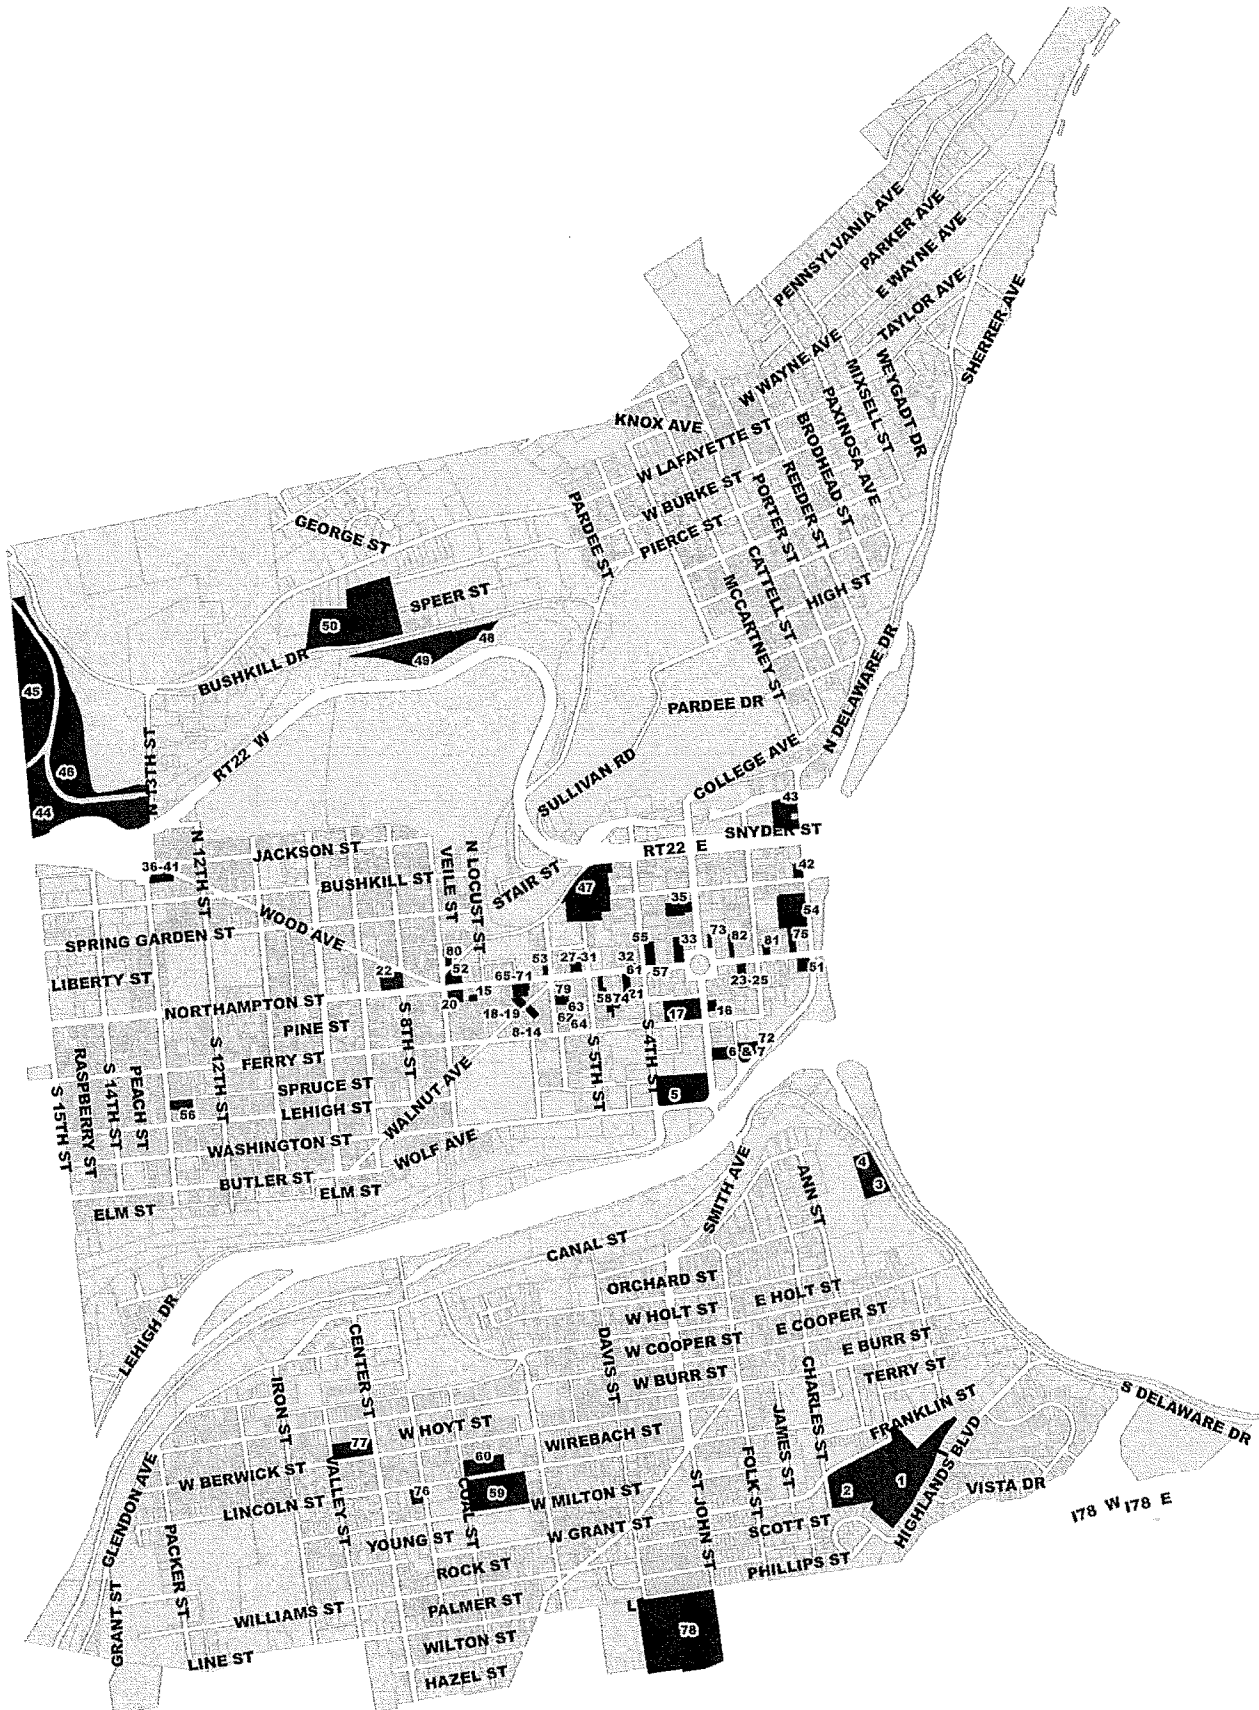 PENNSYLVANIA AVE
PARKER AVE
E WAYNE AVE
TAYLOR AVE
SHERRER AVE
W WAYNE AVE
WEYGADT DR
MIXSELL ST
PAXINOSA AVE
BRODHEAD ST
REEDER ST
PORTER ST
CATTELL ST
MCCARTNEY ST
KNOX AVE
W LAFAYETTE ST
W BURKE ST
PIERCE ST
PARDEE ST
HIGH ST
GEORGE ST
SPEER ST
50
48
49
BUSHKILL DR
45
46
44
N 13TH ST
RT22 W
PARDEE DR
N DELAWARE DR
SULLIVAN RD
COLLEGE AVE
43
SNYDER ST
RT22 E
N 12TH ST
JACKSON ST
36-41
BUSHKILL ST
VEILE ST
N LOCUST ST
STAIR ST
47
42
35
54
WOOD AVE
SPRING GARDEN ST
LIBERTY ST
NORTHAMPTON ST
22
80
52
20
15
65-71
53
27-31
32
55
33
73
82
81
75
51
57
61
21
23-25
18-19
8-14
79
63
62
64
58
74
17
16
PINE ST
FERRY ST
S 8TH ST
S 12TH ST
S 5TH ST
S 4TH ST
6 & 7
72
5
SPRUCE ST
LEHIGH ST
WALNUT AVE
WASHINGTON ST
WOLF AVE
BUTLER ST
ELM ST
ELM ST
S 15TH ST
RASPBERRY ST
S 14TH ST
PEACH ST
56
4
3
SMITH AVE
ANN ST
CANAL ST
ORCHARD ST
W HOLT ST
E HOLT ST
W COOPER ST
E COOPER ST
W BURR ST
E BURR ST
TERRY ST
LEHIGH DR
CENTER ST
IRON ST
DAVIS ST
CHARLES ST
JAMES ST
FOLK ST
FRANKLIN ST
S DELAWARE DR
HIGHLANDS BLVD
VISTA DR
I78 W
I78 E
1
2
W HOYT ST
WIREBACH ST
77
60
59
76
W BERWICK ST
LINCOLN ST
VALLEY ST
COAL ST
W MILTON ST
W GRANT ST
ST JOHN ST
SCOTT ST
PHILLIPS ST
YOUNG ST
ROCK ST
GLENDON AVE
PACKER ST
GRANT ST
WILLIAMS ST
PALMER ST
L
78
LINE ST
WILTON ST
HAZEL ST